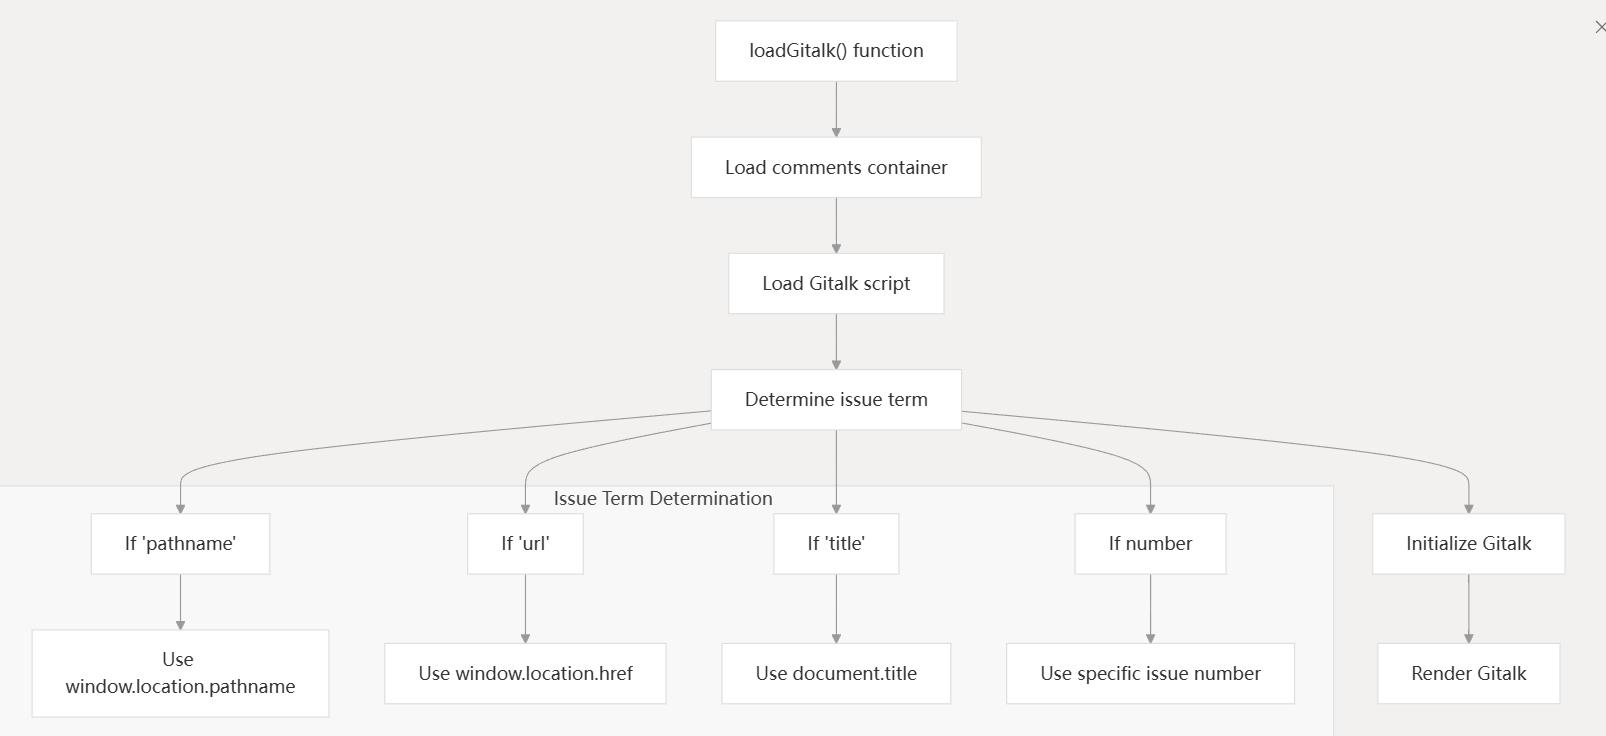 loadGitalk() function
Load comments container
Load Gitalk script
Determine issue term
Issue Term Determination
If 'pathname'
If 'url'
If 'title'
If number
Initialize Gitalk
Use
window.location.pathname
Use window.location.href
Use document.title
Use specific issue number
Render Gitalk